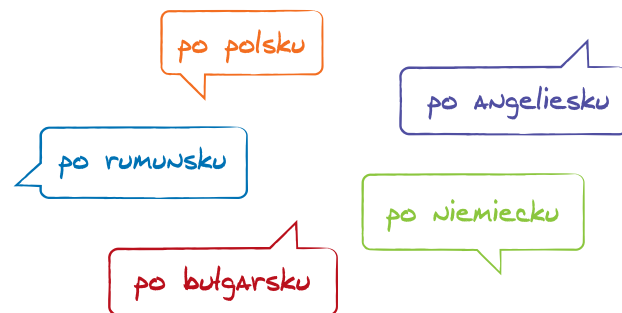 po polsku
po angeliesku
po rumunsku
po niemiecku
po bułgarsku